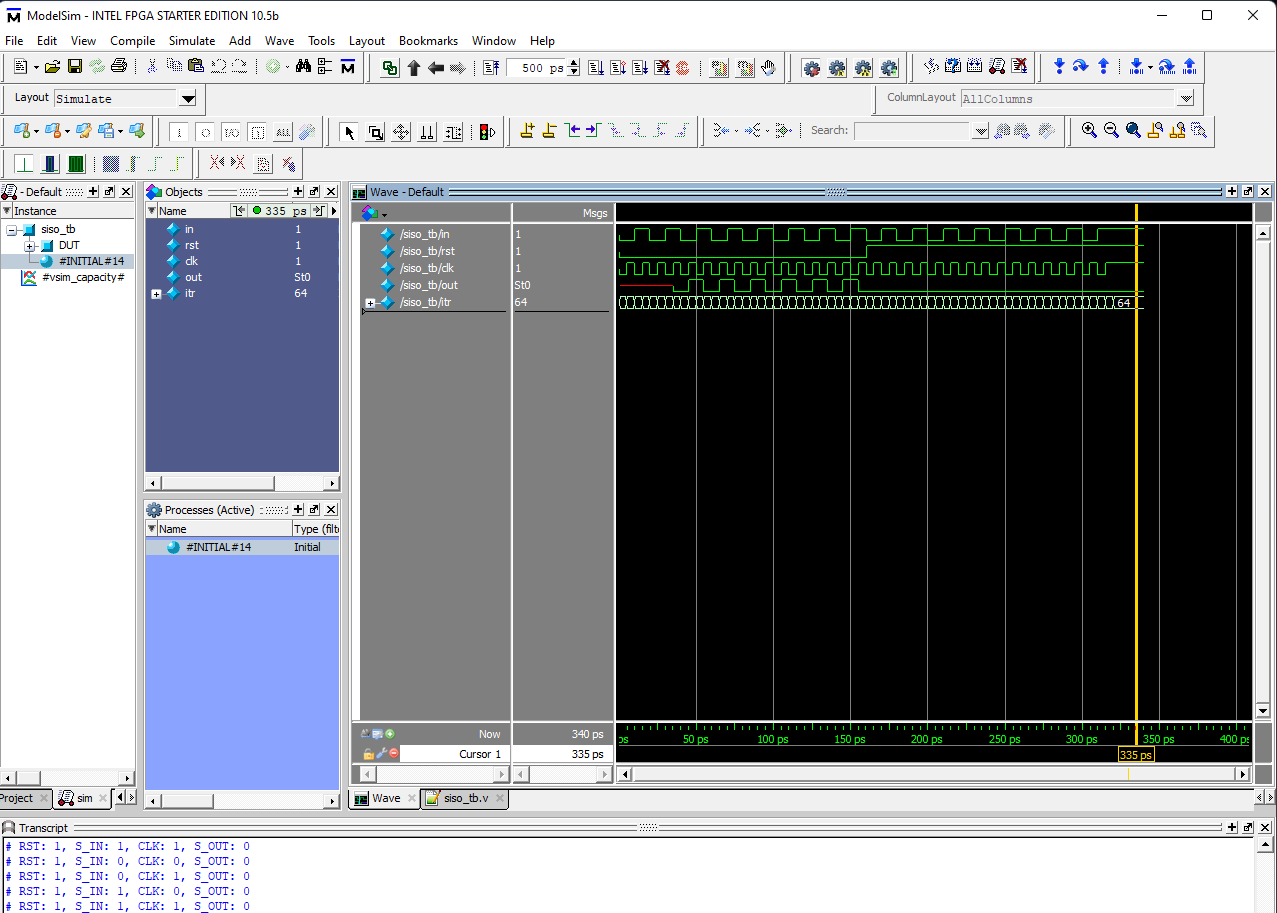 ModelSim - INTEL FPGA STARTER EDITION 10.5b
File Edit View Compile Simulate Add Wave Tools Layout Bookmarks Window Help
500 ps
Layout Simulate
ColumnLayout AllColumns
Search:
- Default
Instance
siso_tb
DUT
#INITIAL#14
#vsim_capacity#
Objects
Name 335 ps
in 1
rst 1
clk 1
out St0
itr 64
Processes (Active)
Name Type (filt
#INITIAL#14 Initial
Wave - Default
Msgs
/siso_tb/in 1
/siso_tb/rst 1
/siso_tb/clk 1
/siso_tb/out St0
/siso_tb/itr 64 64
Now 340 ps
ps 50 ps 100 ps 150 ps 200 ps 250 ps 300 ps 350 ps 400 ps
Cursor 1 335 ps 335 ps
Project sim
Wave siso_tb.v
Transcript
# RST: 1, S_IN: 1, CLK: 1, S_OUT: 0
# RST: 1, S_IN: 0, CLK: 0, S_OUT: 0
# RST: 1, S_IN: 0, CLK: 1, S_OUT: 0
# RST: 1, S_IN: 1, CLK: 0, S_OUT: 0
# RST: 1, S_IN: 1, CLK: 1, S_OUT: 0